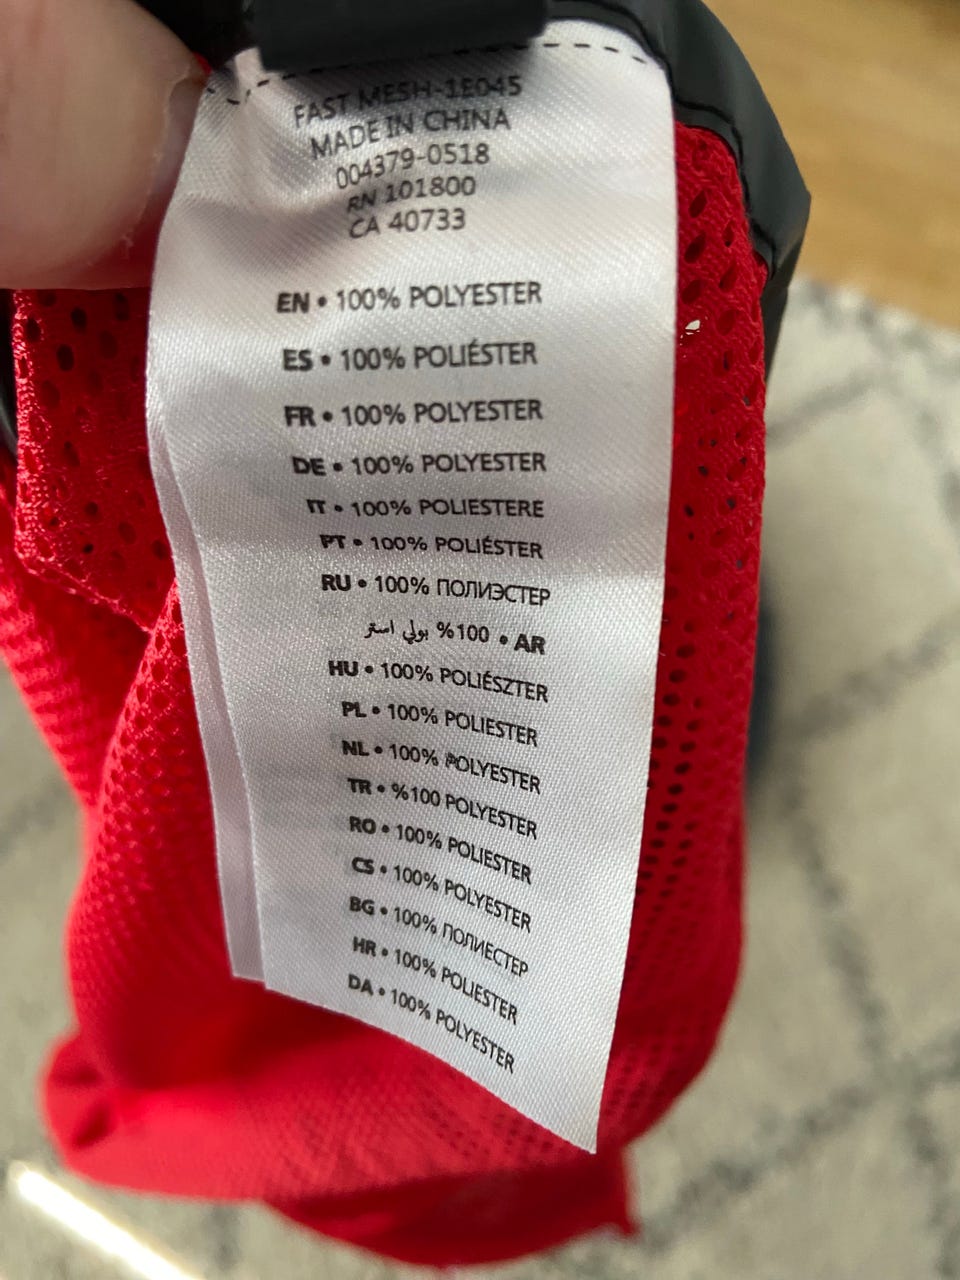 FAST MESH-1E045
MADE IN CHINA
004379-0518
RN 101800
CA 40733
EN • 100% POLYESTER
ES • 100% POLIÉSTER
FR • 100% POLYESTER
DE • 100% POLYESTER
IT • 100% POLIESTERE
PT • 100% POLIÉSTER
RU • 100% ПОЛИЭСТЕР
AR • 100% بولي استر
HU • 100% POLIÉSZTER
PL • 100% POLIESTER
NL • 100% POLYESTER
TR • %100 POLYESTER
RO • 100% POLIESTER
CS • 100% POLYESTER
BG • 100% ПОЛИЕСТЕР
HR • 100% POLIESTER
DA • 100% POLYESTER